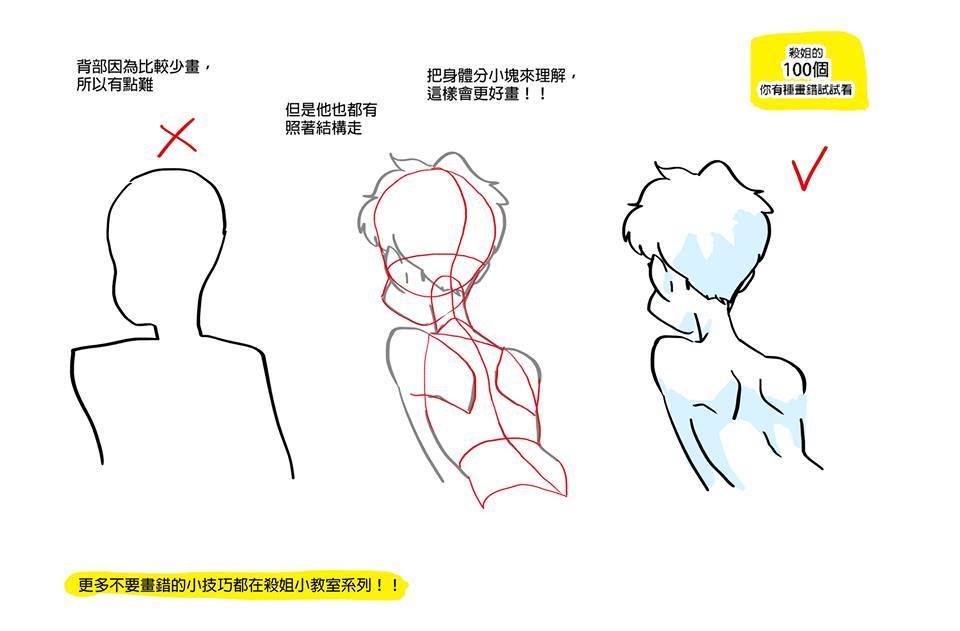 背部因為比較少畫，
所以有點難
但是他也都有
照著結構走
把身體分小塊來理解，
這樣會更好畫！！
殺姐的
100個
你有種畫錯試試看
更多不要畫錯的小技巧都在殺姐小教室系列！！